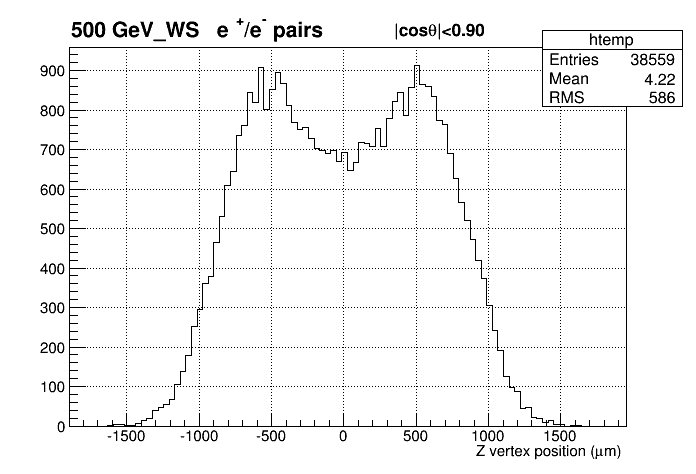 500 GeV_WS e +/e- pairs |cosθ|<0.90
htemp
Entries 38559
Mean 4.22
RMS 586
900
800
700
600
500
400
300
200
100
0
-1500 -1000 -500 0 500 1000 1500
Z vertex position (μm)